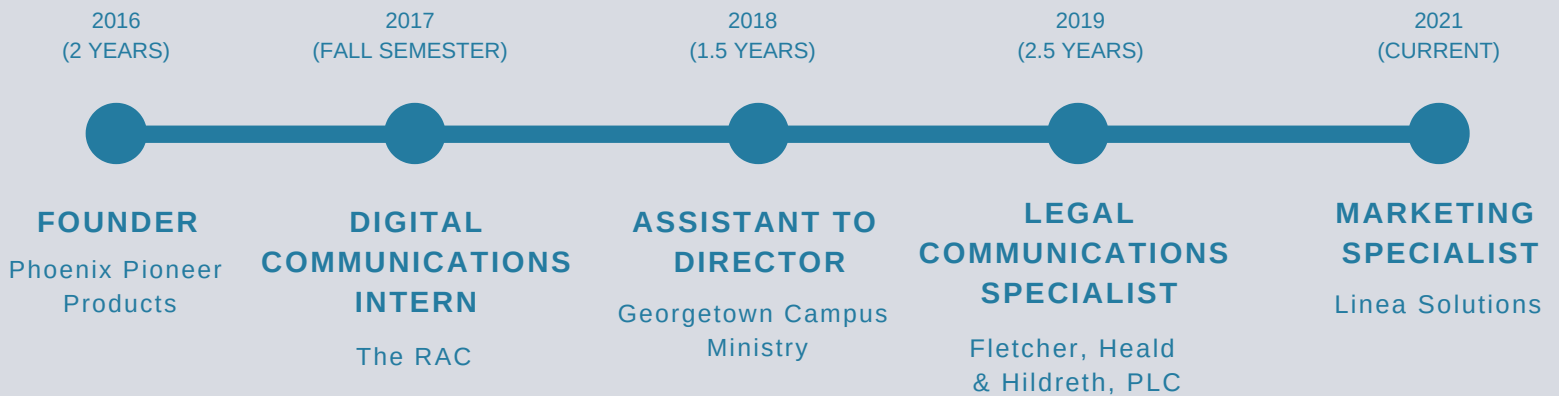 2016
(2 YEARS)
2017
(FALL SEMESTER)
2018
(1.5 YEARS)
2019
(2.5 YEARS)
2021
(CURRENT)
FOUNDER
Phoenix Pioneer
Products
DIGITAL
COMMUNICATIONS
INTERN
The RAC
ASSISTANT TO
DIRECTOR
Georgetown Campus
Ministry
LEGAL
COMMUNICATIONS
SPECIALIST
Fletcher, Heald
& Hildreth, PLC
MARKETING
SPECIALIST
Linea Solutions